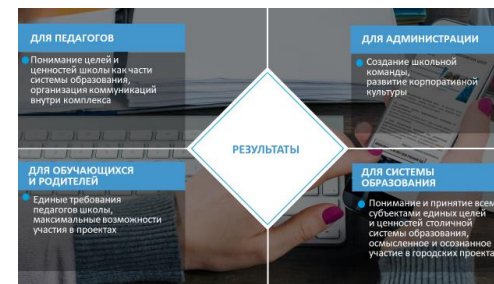 ДЛЯ ПЕДАГОГОВ
Понимание целей и
ценностей школы как части
системы образования,
организация коммуникаций
внутри комплекса
ДЛЯ АДМИНИСТРАЦИИ
Создание школьной
команды,
развитие корпоративной
культуры
РЕЗУЛЬТАТЫ
ДЛЯ ОБУЧАЮЩИХСЯ
И РОДИТЕЛЕЙ
Единые требования
педагогов школы,
максимальные возможности
участия в проектах
ДЛЯ СИСТЕМЫ
ОБРАЗОВАНИЯ
Понимание и принятие всем
субъектами единых целей
и ценностей столичной
системы образования,
осмысленное и осознанное
участие в городских проекта